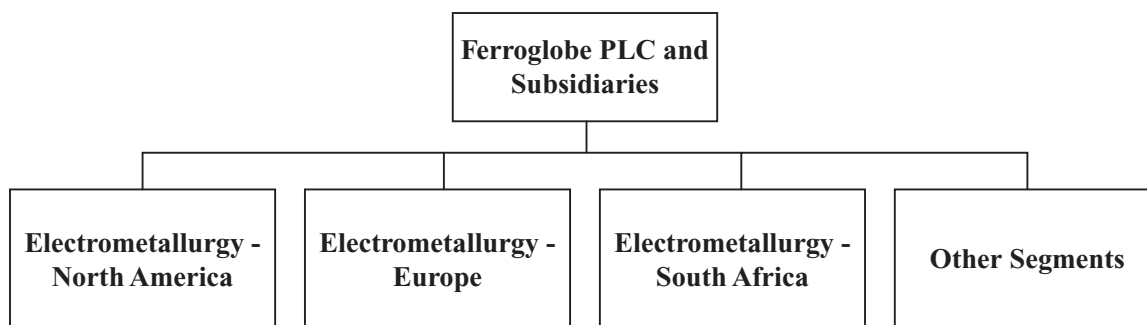 Ferroglobe PLC and
Subsidiaries
Electrometallurgy -
North America
Electrometallurgy -
Europe
Electrometallurgy -
South Africa
Other Segments